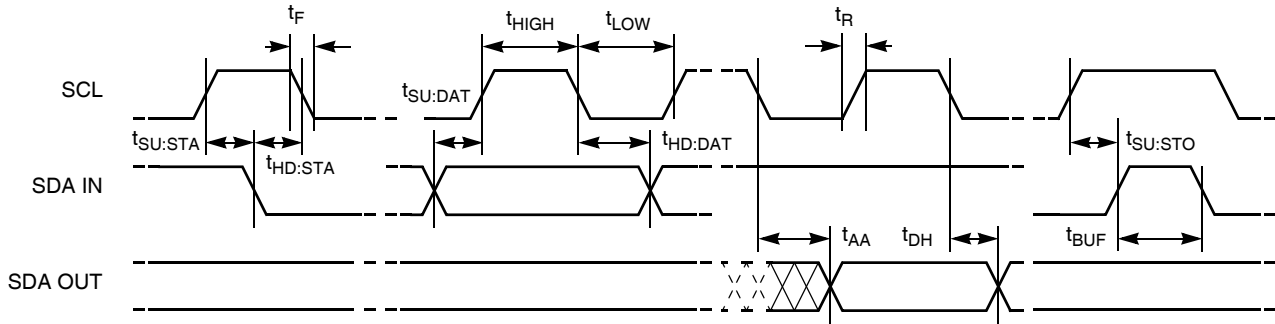 tF
tHIGH
tLOW
tR
SCL
tSU:DAT
tSU:STA
tHD:STA
tHD:DAT
tSU:STO
SDA IN
tAA
tDH
tBUF
SDA OUT